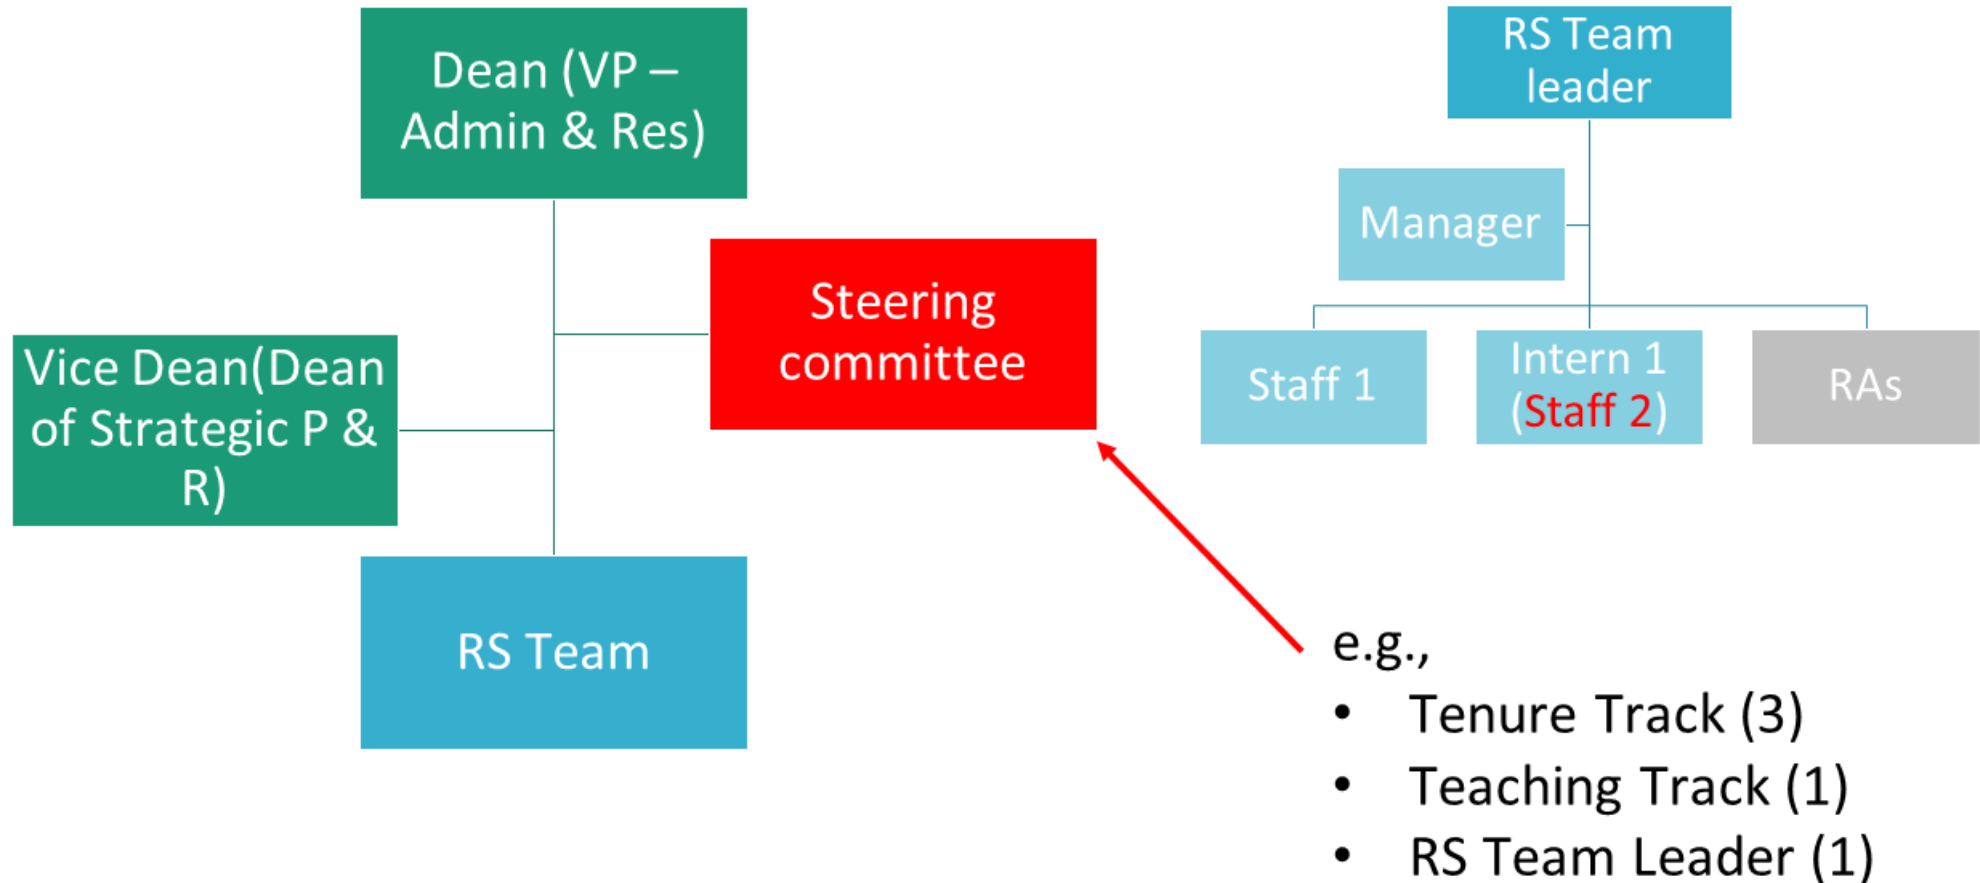 Dean (VP –
Admin & Res)
Steering
committee
Vice Dean(Dean
of Strategic P &
R)
RS Team
RS Team
leader
Manager
Staff 1
Intern 1
(Staff 2)
RAs
e.g.,
• Tenure Track (3)
• Teaching Track (1)
• RS Team Leader (1)